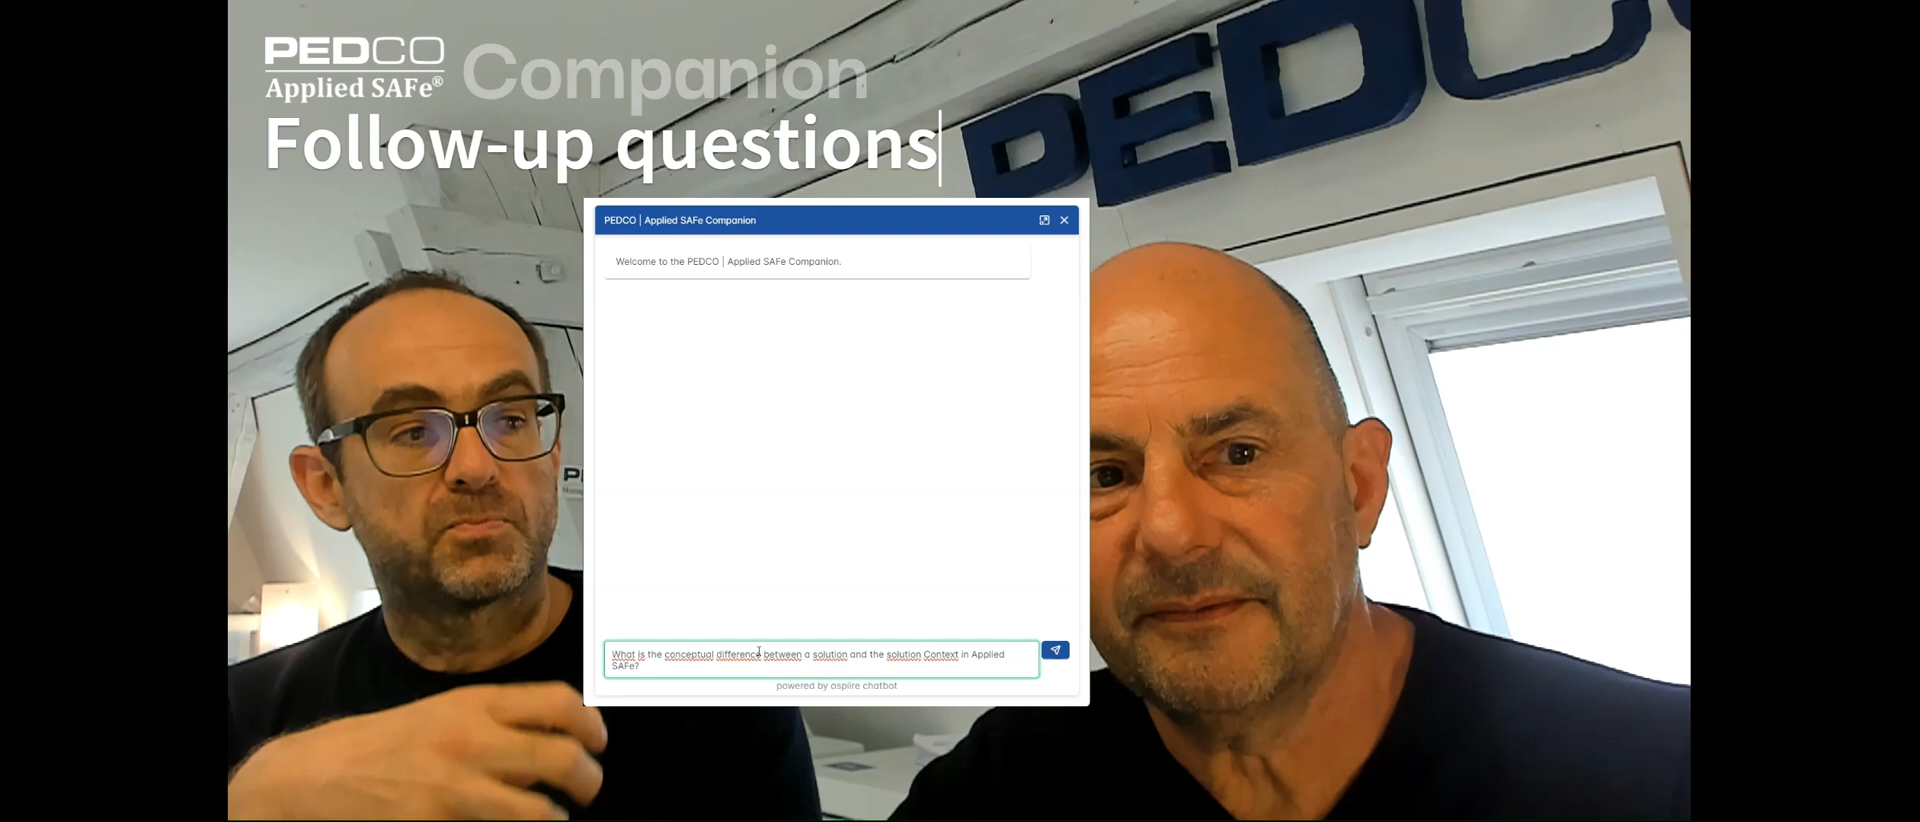 PEDCO
Applied SAFe®
Companion
Follow-up questions
PEDCO
PEDCO | Applied SAFe Companion
Welcome to the PEDCO | Applied SAFe Companion.
What is the conceptual difference between a solution and the solution Context in Applied
SAFe?
powered by aspiire chatbot